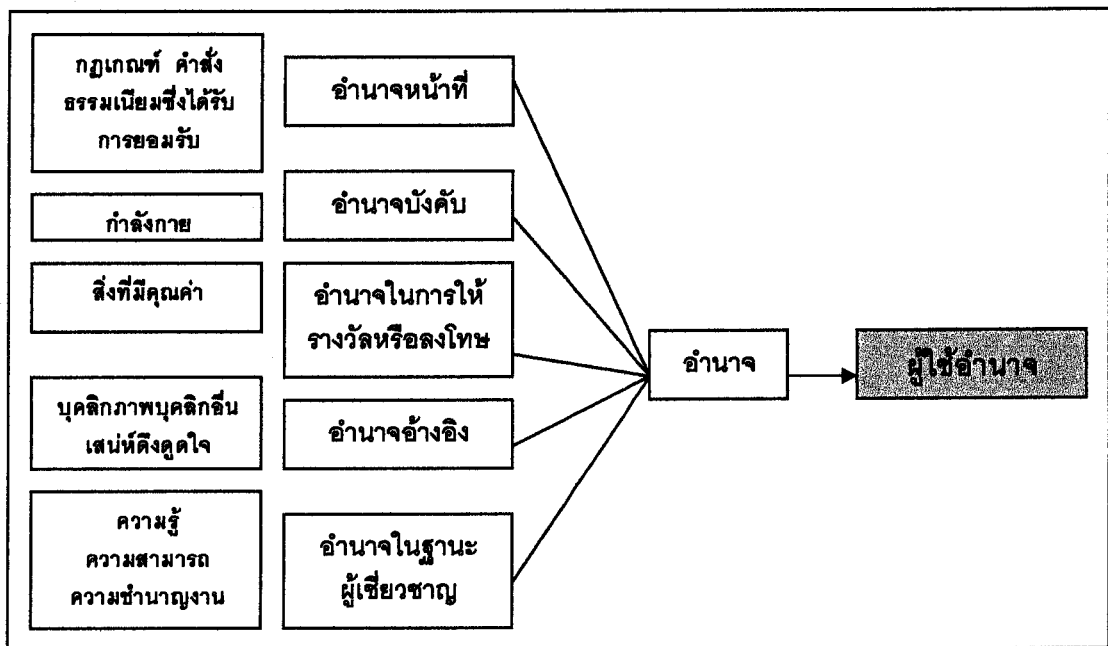 กฎเกณฑ์ คำสั่ง
ธรรมเนียมซึ่งได้รับ
การยอมรับ
อำนาจหน้าที่
กำลังกาย
อำนาจบังคับ
สิ่งที่มีคุณค่า
อำนาจในการให้
รางวัลหรือลงโทษ
บุคลิกภาพบุคลิกอื่น
เสน่ห์ดึงดูดใจ
อำนาจอ้างอิง
ความรู้
ความสามารถ
ความชำนาญงาน
อำนาจในฐานะ
ผู้เชี่ยวชาญ
อำนาจ
ผู้ใช้อำนาจ